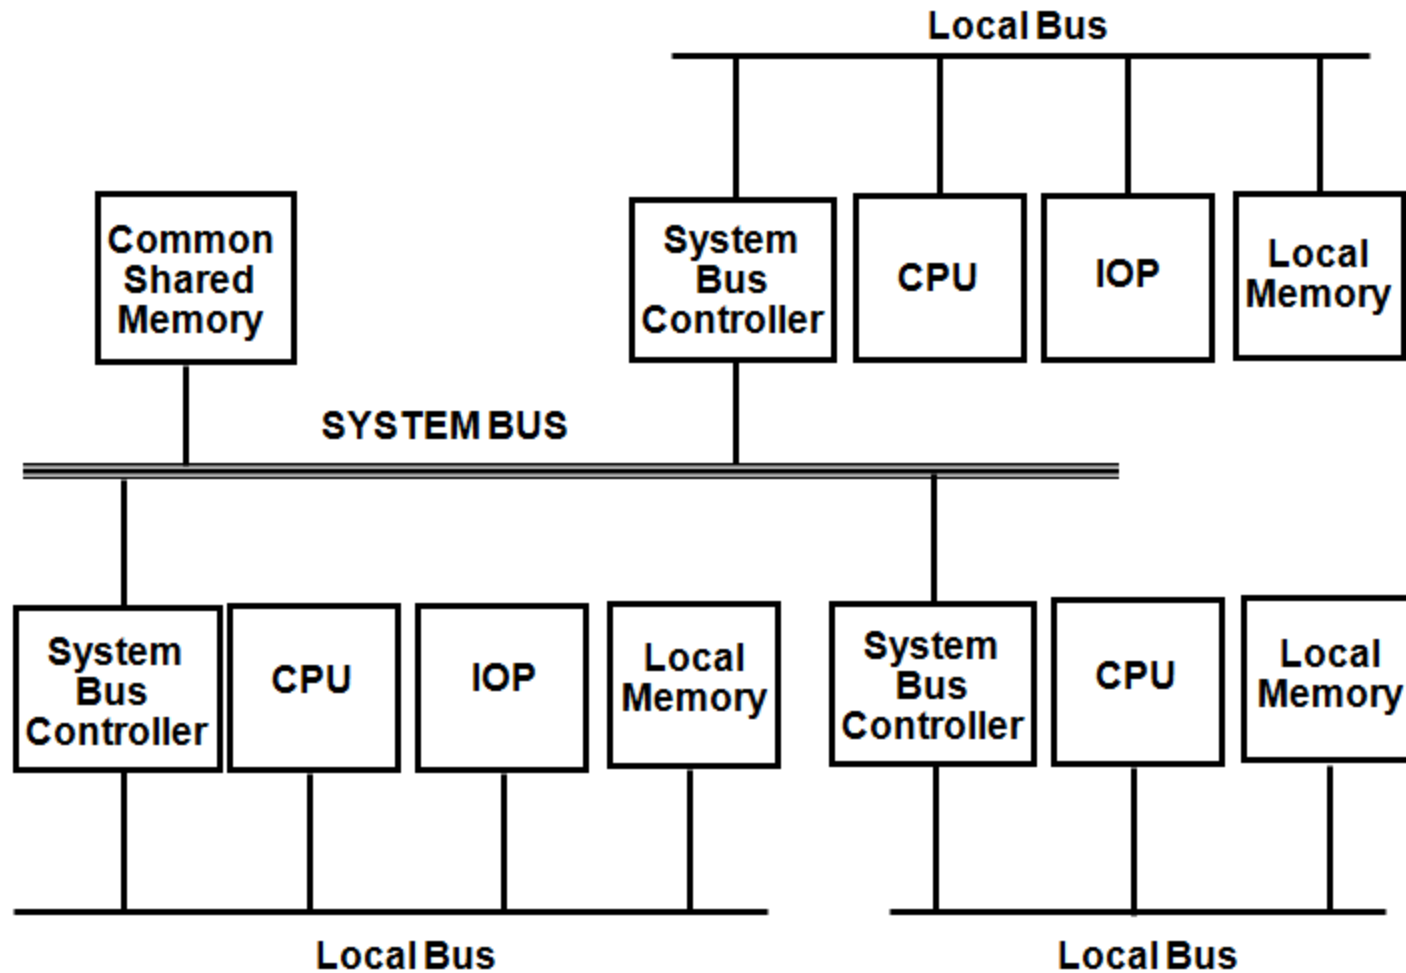 Local Bus
Common
Shared
Memory
System
Bus
Controller
CPU
IOP
Local
Memory
SYSTEM BUS
System
Bus
Controller
CPU
IOP
Local
Memory
System
Bus
Controller
CPU
Local
Memory
Local Bus
Local Bus